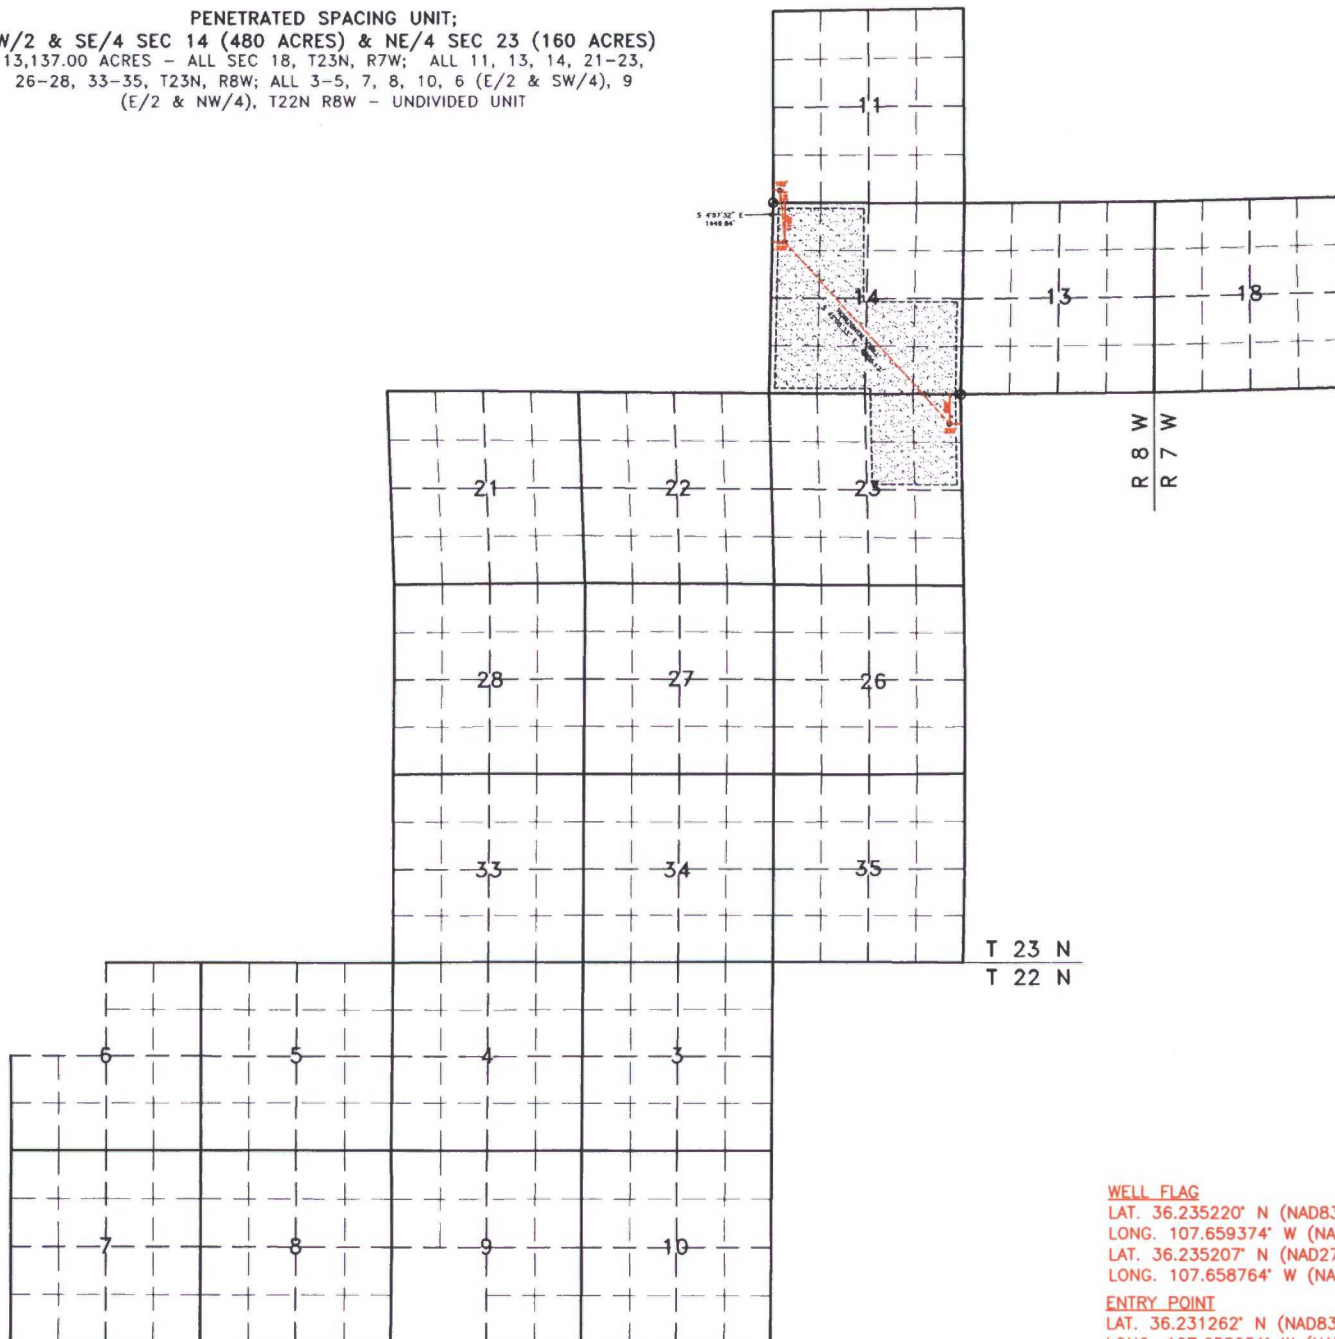 PENETRATED SPACING UNIT;
W/2 & SE/4 SEC 14 (480 ACRES) & NE/4 SEC 23 (160 ACRES)
13,137.00 ACRES – ALL SEC 18, T23N, R7W; ALL 11, 13, 14, 21–23,
26–28, 33–35, T23N, R8W; ALL 3–5, 7, 8, 10, 6 (E/2 & SW/4), 9
(E/2 & NW/4), T22N R8W – UNDIVIDED UNIT
11
14
13
18
R 8 W
R 7 W
21
22
23
28
27
26
33
34
35
T 23 N
T 22 N
6
5
4
3
7
8
9
10
WELL FLAG
LAT. 36.235220° N (NAD83
LONG. 107.659374° W (NA
LAT. 36.235207° N (NAD27
LONG. 107.658764° W (NA
ENTRY POINT
LAT. 36.231262° N (NAD83